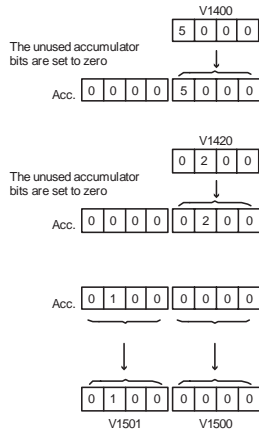 V1400
5 0 0 0
The unused accumulator
bits are set to zero
Acc. 0 0 0 0 5 0 0 0
V1420
0 2 0 0
The unused accumulator
bits are set to zero
Acc. 0 0 0 0 0 2 0 0
Acc. 0 1 0 0 0 0 0 0
0 1 0 0 0 0 0 0
V1501 V1500